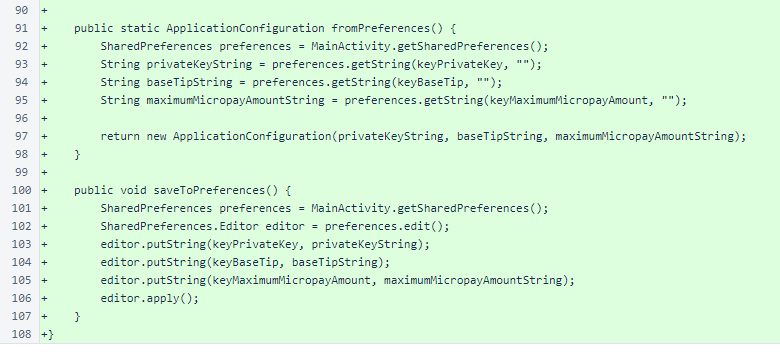 90 +
91 +    public static ApplicationConfiguration fromPreferences() {
92 +        SharedPreferences preferences = MainActivity.getSharedPreferences();
93 +        String privateKeyString = preferences.getString(keyPrivateKey, "");
94 +        String baseTipString = preferences.getString(keyBaseTip, "");
95 +        String maximumMicropayAmountString = preferences.getString(keyMaximumMicropayAmount, "");
96 +
97 +        return new ApplicationConfiguration(privateKeyString, baseTipString, maximumMicropayAmountString);
98 +    }
99 +
100 +    public void saveToPreferences() {
101 +        SharedPreferences preferences = MainActivity.getSharedPreferences();
102 +        SharedPreferences.Editor editor = preferences.edit();
103 +        editor.putString(keyPrivateKey, privateKeyString);
104 +        editor.putString(keyBaseTip, baseTipString);
105 +        editor.putString(keyMaximumMicropayAmount, maximumMicropayAmountString);
106 +        editor.apply();
107 +    }
108 +}